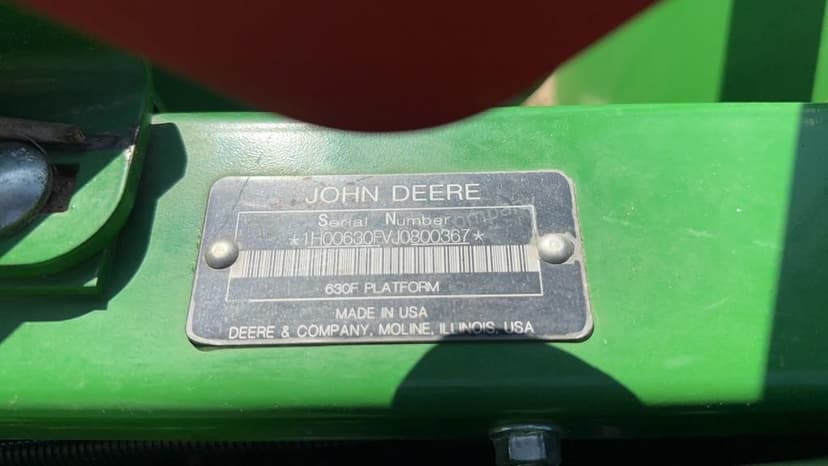 JOHN DEERE
Serial Number
*1H00630FVJ0800367*
630F PLATFORM
MADE IN USA
DEERE & COMPANY, MOLINE, ILLINOIS, USA